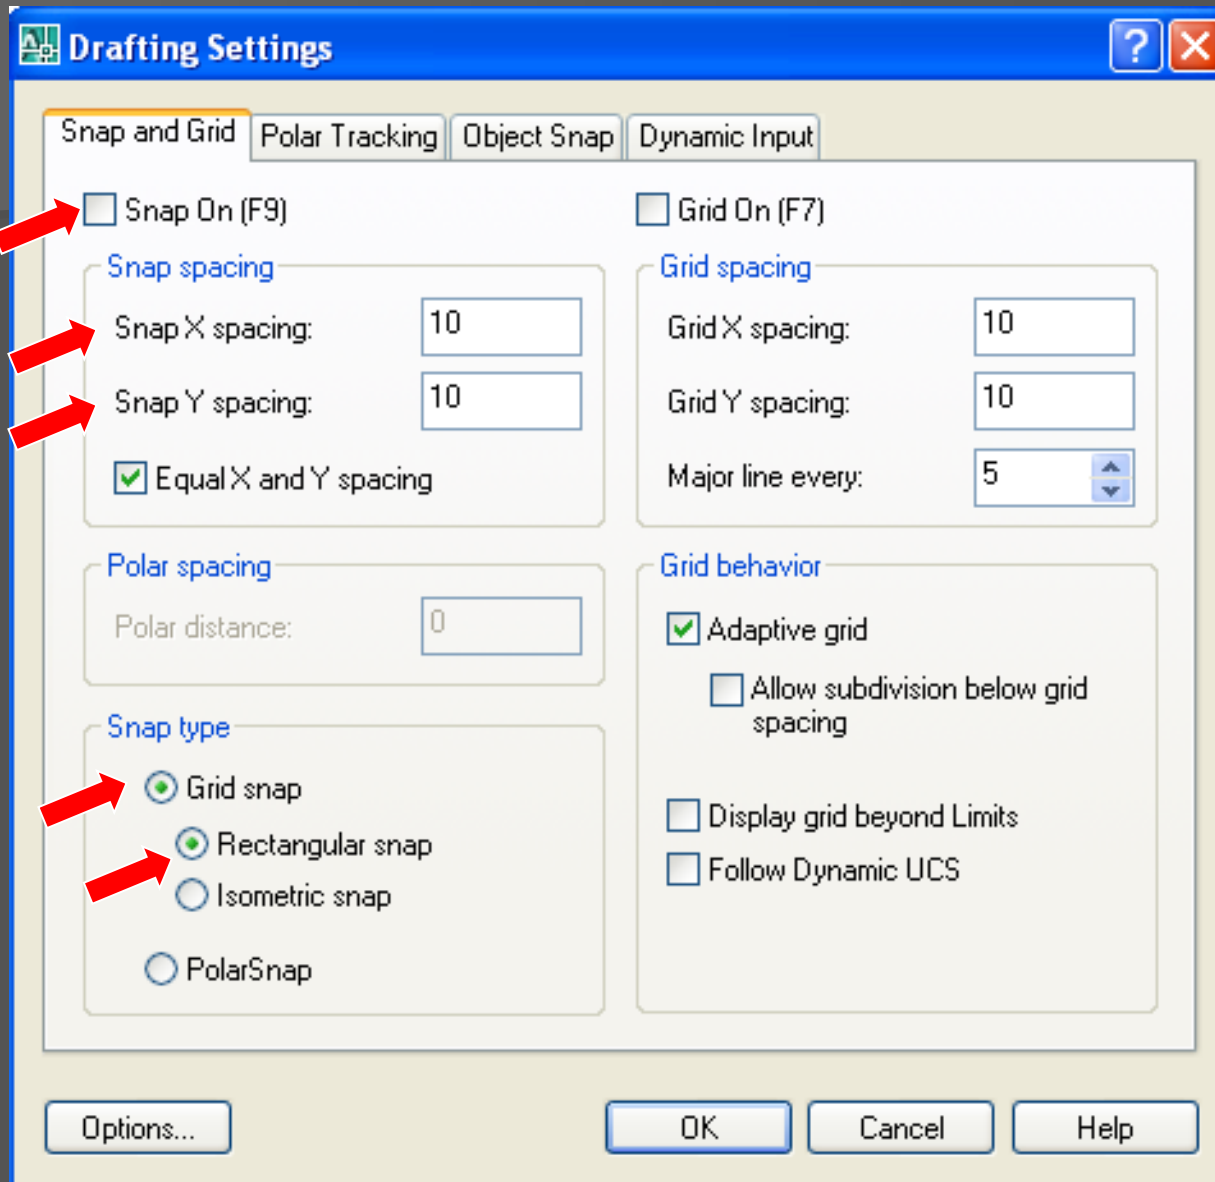 Drafting Settings
Snap and Grid
Polar Tracking
Object Snap
Dynamic Input
Snap On (F9)
Snap spacing
Snap X spacing:
10
Snap Y spacing:
10
Equal X and Y spacing
Polar spacing
Polar distance:
0
Snap type
Grid snap
Rectangular snap
Isometric snap
PolarSnap
Grid On (F7)
Grid spacing
Grid X spacing:
10
Grid Y spacing:
10
Major line every:
5
Grid behavior
Adaptive grid
Allow subdivision below grid
spacing
Display grid beyond Limits
Follow Dynamic UCS
Options...
OK
Cancel
Help